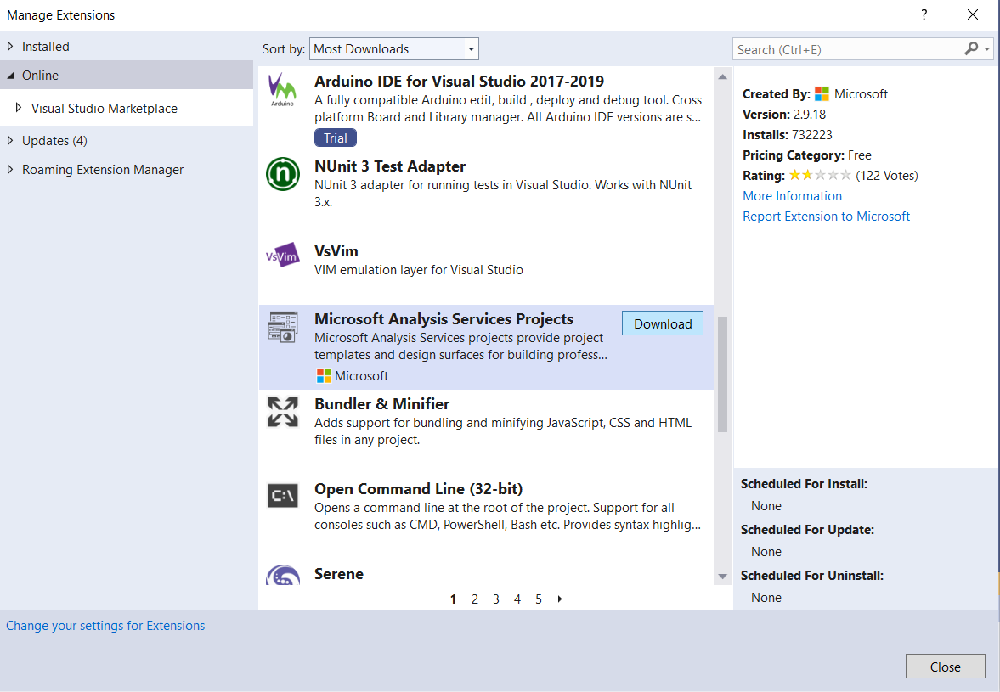 Manage Extensions
?
Installed
Online
Visual Studio Marketplace
Updates (4)
Roaming Extension Manager
Sort by: Most Downloads
Arduino
Arduino IDE for Visual Studio 2017-2019
A fully compatible Arduino edit, build , deploy and debug tool. Cross
platform Board and Library manager. All Arduino IDE versions are s...
Trial
n
NUnit 3 Test Adapter
NUnit 3 adapter for running tests in Visual Studio. Works with NUnit
3.x.
VsVim
VsVim
VIM emulation layer for Visual Studio
Microsoft Analysis Services Projects
Download
Microsoft Analysis Services projects provide project
templates and design surfaces for building profess...
Microsoft
Bundler & Minifier
Adds support for bundling and minifying JavaScript, CSS and HTML
files in any project.
C:\
Open Command Line (32-bit)
Opens a command line at the root of the project. Support for all
consoles such as CMD, PowerShell, Bash etc. Provides syntax highlig...
Serene
1 2 3 4 5
Search (Ctrl+E)
Created By: Microsoft
Version: 2.9.18
Installs: 732223
Pricing Category: Free
Rating: (122 Votes)
More Information
Report Extension to Microsoft
Scheduled For Install:
None
Scheduled For Update:
None
Scheduled For Uninstall:
None
Change your settings for Extensions
Close